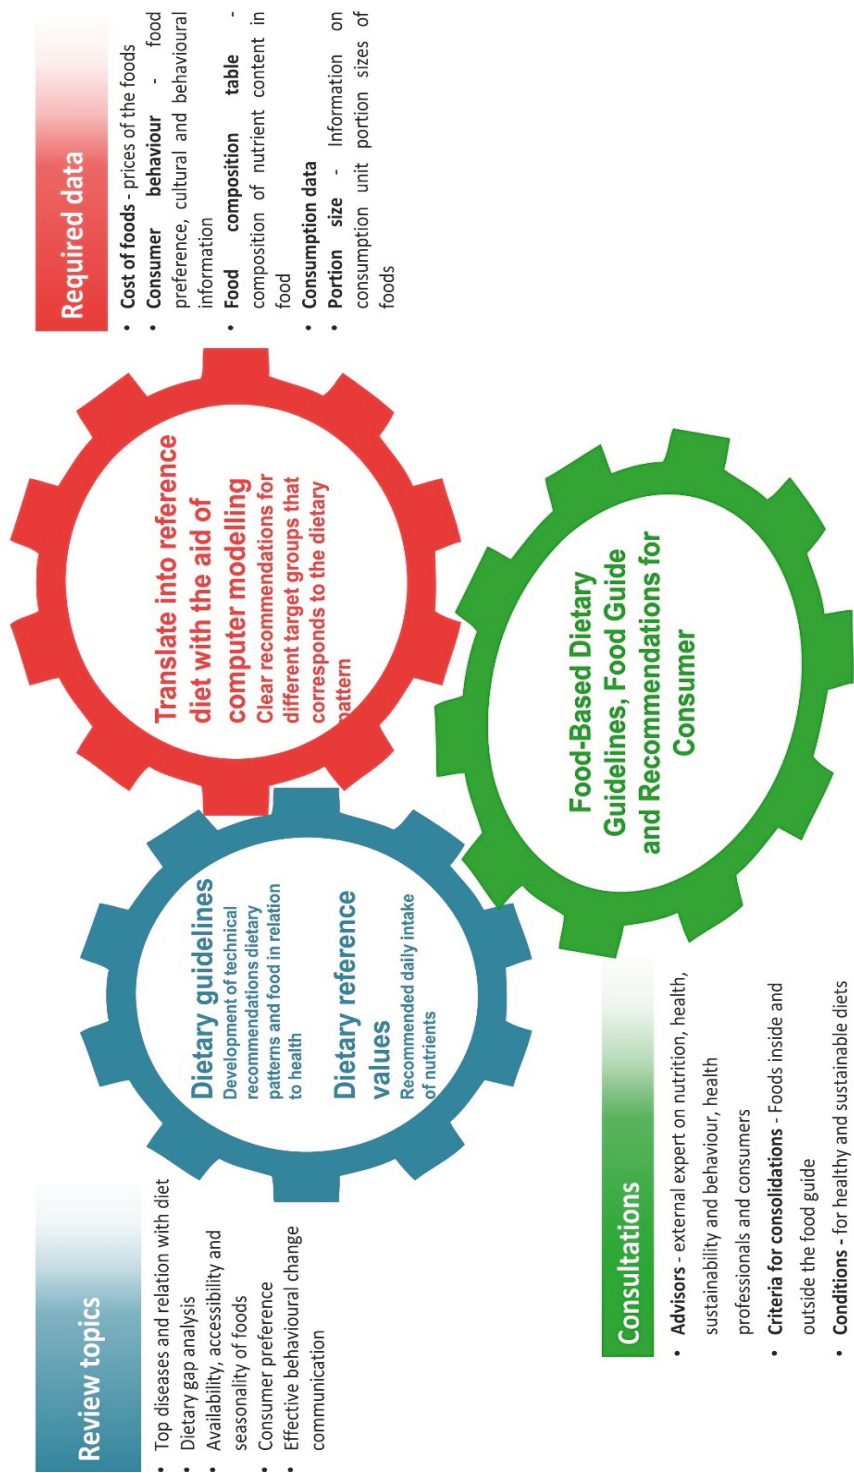 Review topics
• Top diseases and relation with diet
• Dietary gap analysis
• Availability, accessibility and
seasonality of foods
• Consumer preference
• Effective behavioural change
communication
Dietary guidelines
Development of technical
recommendations dietary
patterns and food in relation
to health
Dietary reference
values
Recommended daily intake
of nutrients
Translate into reference
diet with the aid of
computer modelling
Clear recommendations for
different target groups that
corresponds to the dietary
pattern
Required data
• Cost of foods - prices of the foods
• Consumer behaviour - food
preference, cultural and behavioural
information
• Food composition table -
composition of nutrient content in
food
• Consumption data
• Portion size - Information on
consumption unit portion sizes of
foods
Consultations
• Advisors - external expert on nutrition, health,
sustainability and behaviour, health
professionals and consumers
• Criteria for consolidations - Foods inside and
outside the food guide
• Conditions - for healthy and sustainable diets
Food-Based Dietary
Guidelines, Food Guide
and Recommendations for
Consumer